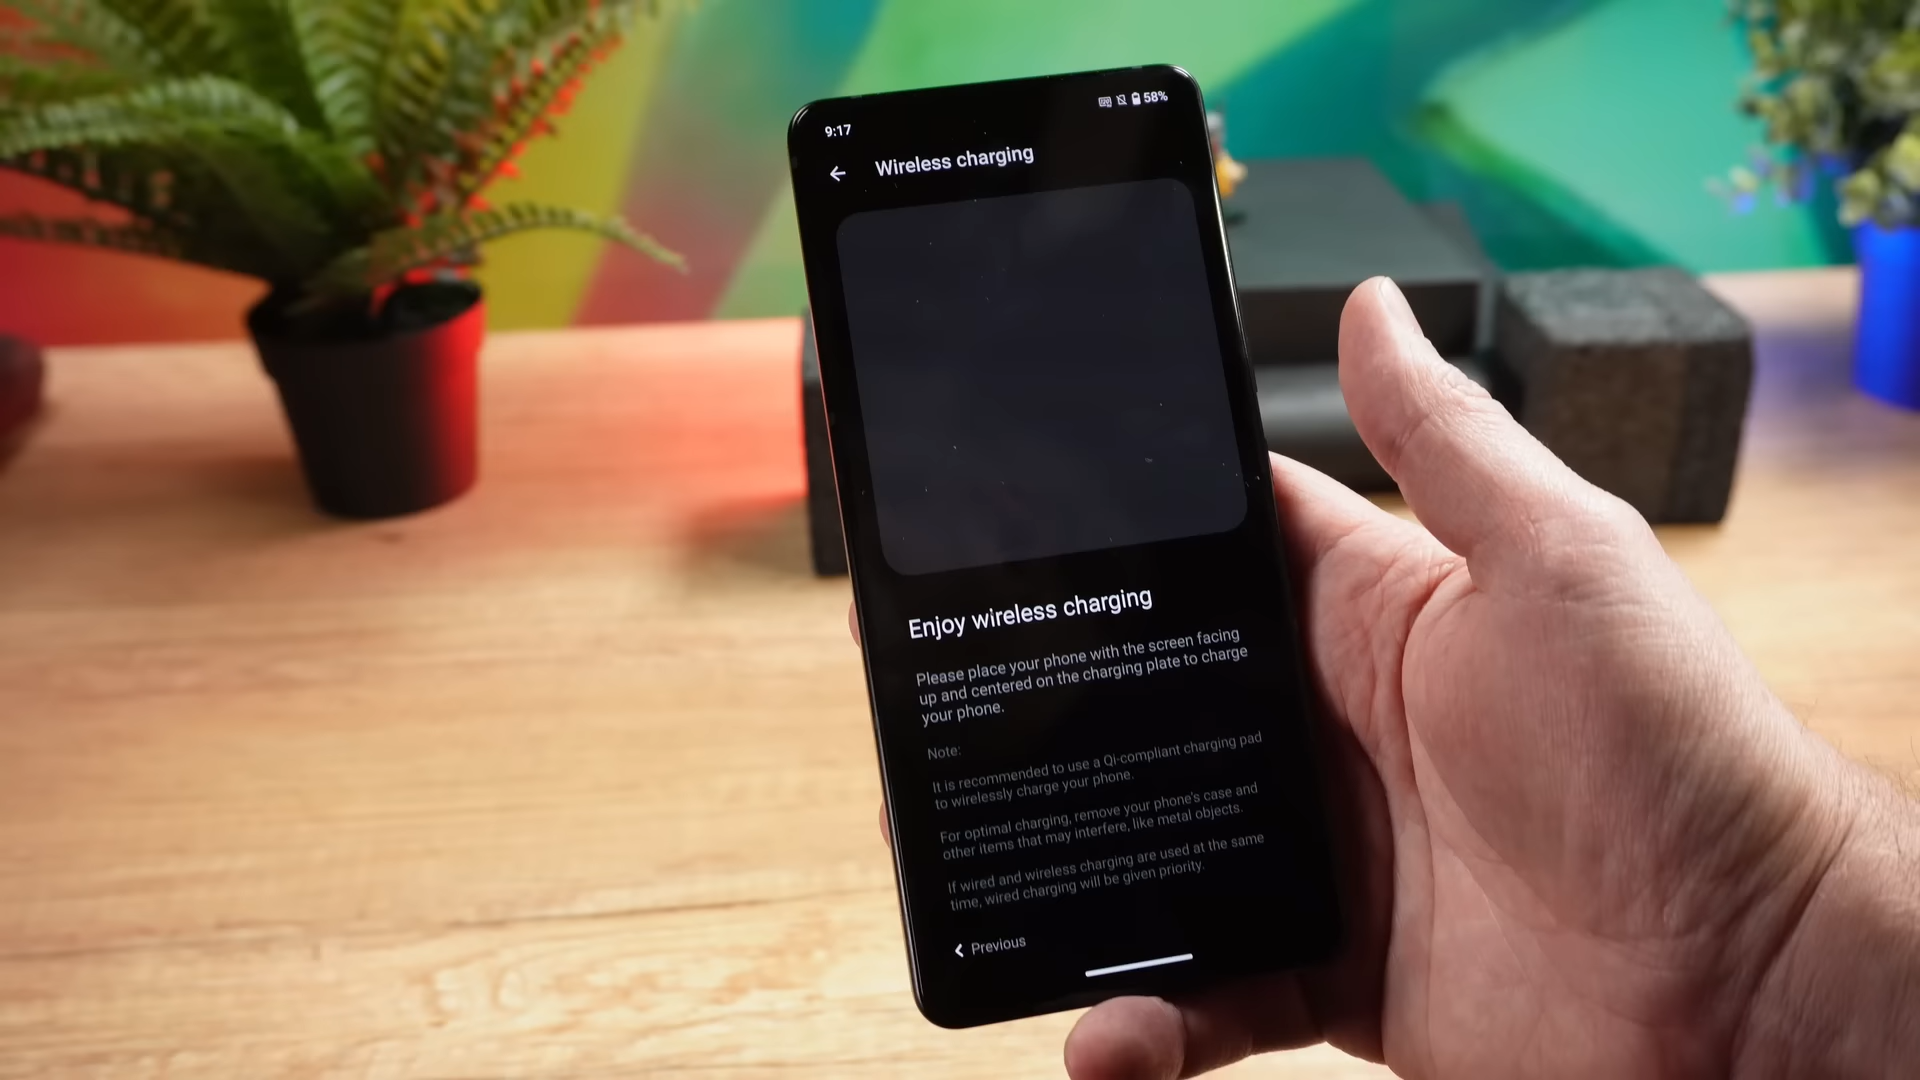 9:17
58%
Wireless charging
Enjoy wireless charging
Please place your phone with the screen facing
up and centered on the charging plate to charge
your phone.
Note:
It is recommended to use a Qi-compliant charging pad
to wirelessly charge your phone.
For optimal charging, remove your phone's case and
other items that may interfere, like metal objects.
If wired and wireless charging are used at the same
time, wired charging will be given priority.
Previous